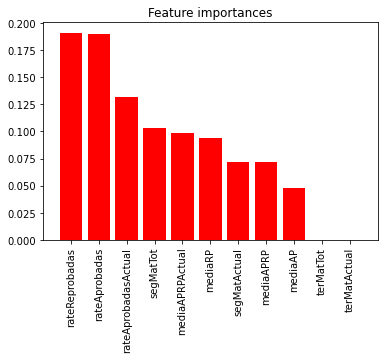 Feature importances
0.200
0.175
0.150
0.125
0.100
0.075
0.050
0.025
0.000
rateReprobadas
rateAprobadas
rateAprobadasActual
segMatTot
mediaAPRPActual
mediaRP
segMatActual
mediaAPRP
mediaAP
terMatTot
terMatActual